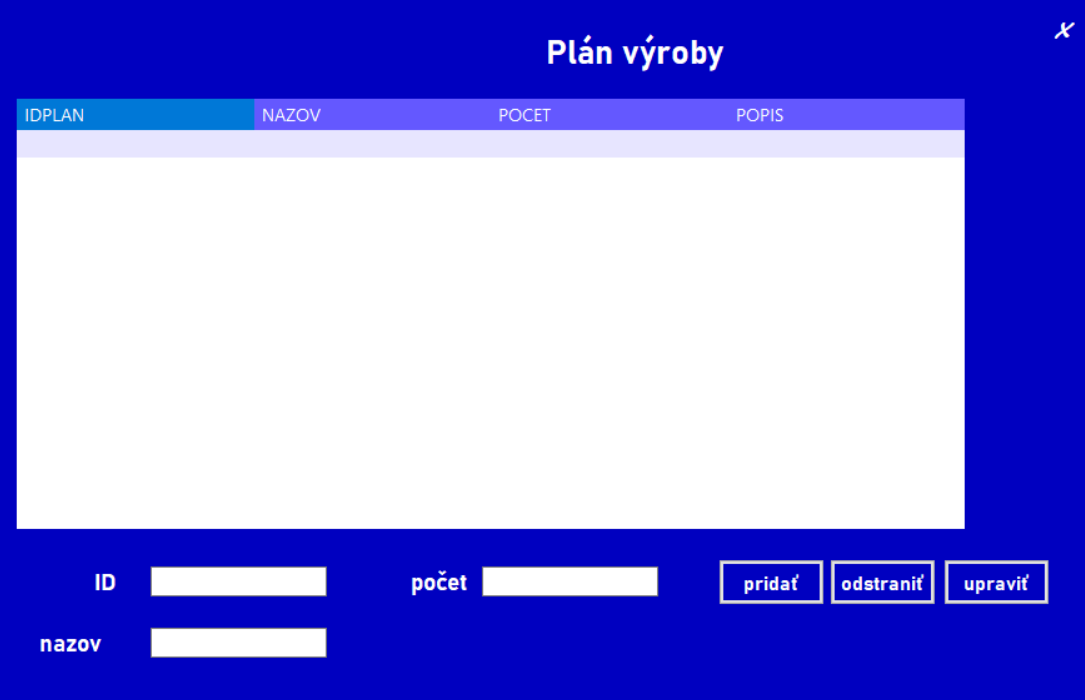 Plán výroby
x
IDPLAN NAZOV POCET POPIS
ID počet pridať odstraniť upraviť
nazov